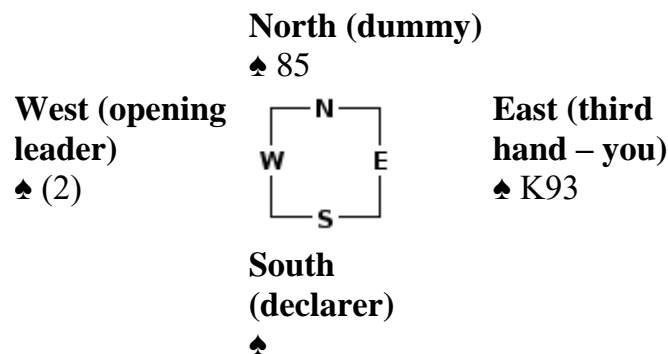 North (dummy)
♠ 85
West (opening
leader)
♠ (2)
N
W
E
S
East (third
hand – you)
♠ K93
South
(declarer)
♠